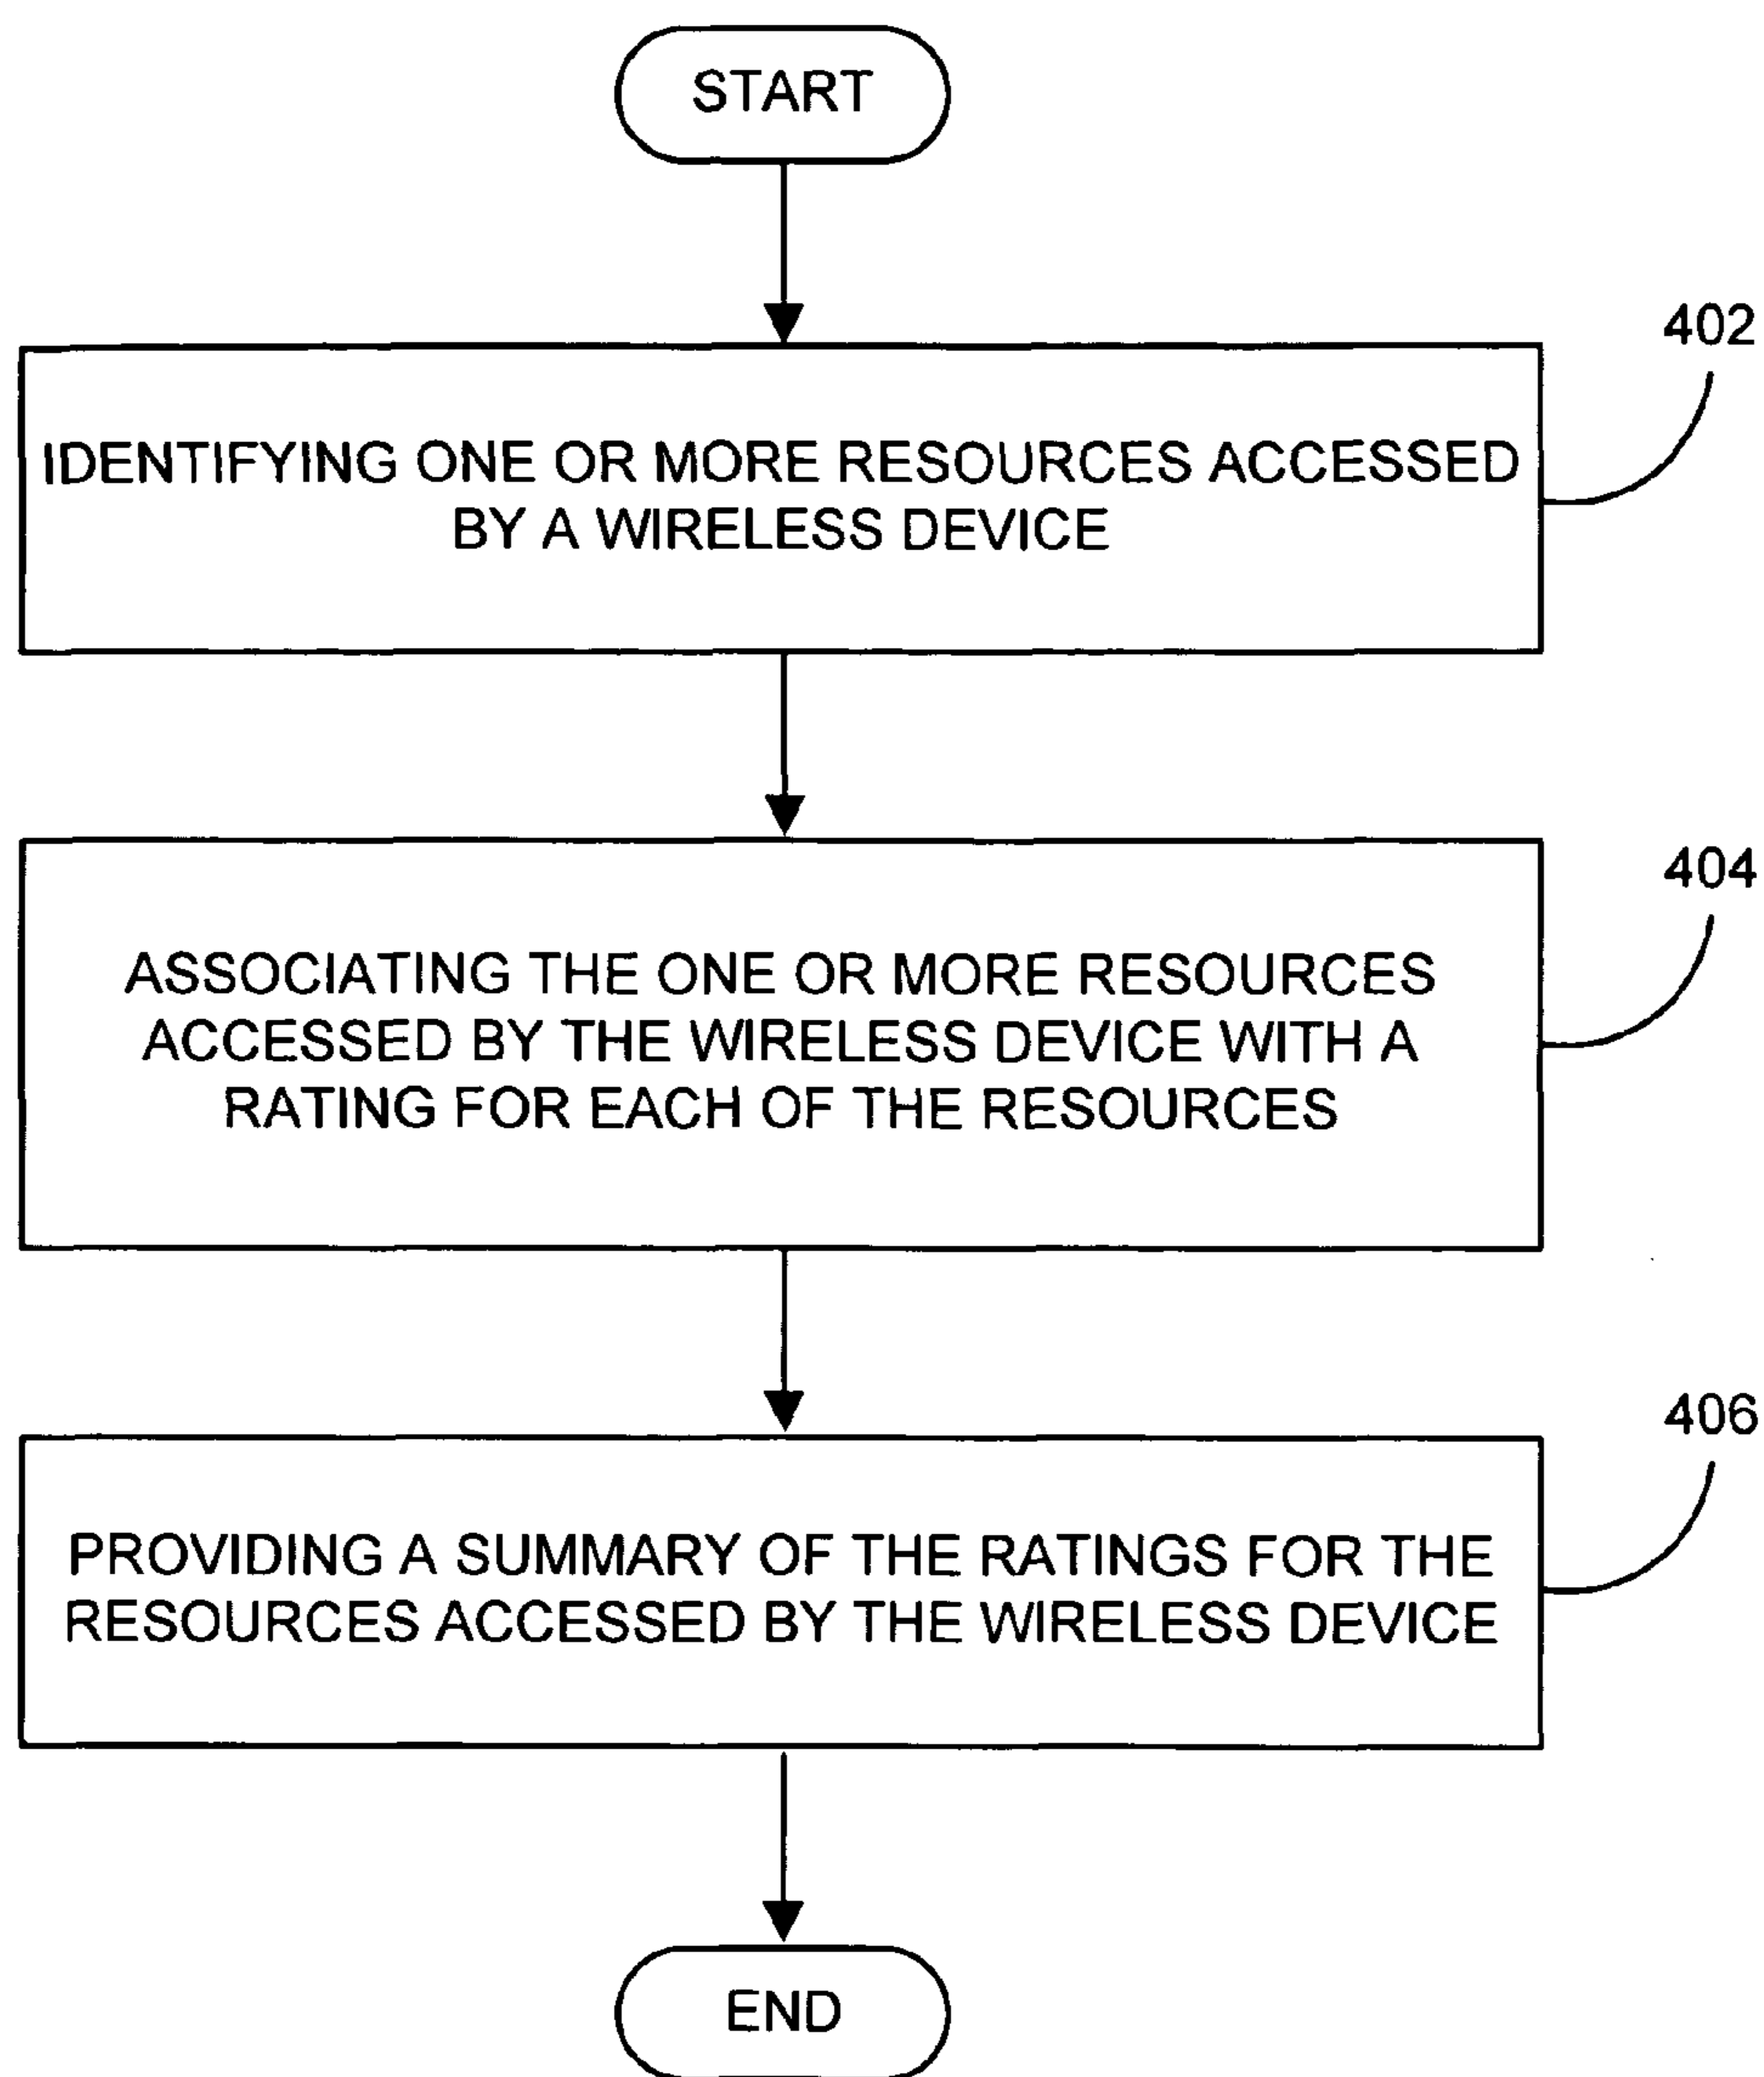 START
402
IDENTIFYING ONE OR MORE RESOURCES ACCESSED
BY A WIRELESS DEVICE
404
ASSOCIATING THE ONE OR MORE RESOURCES
ACCESSED BY THE WIRELESS DEVICE WITH A
RATING FOR EACH OF THE RESOURCES
406
PROVIDING A SUMMARY OF THE RATINGS FOR THE
RESOURCES ACCESSED BY THE WIRELESS DEVICE
END